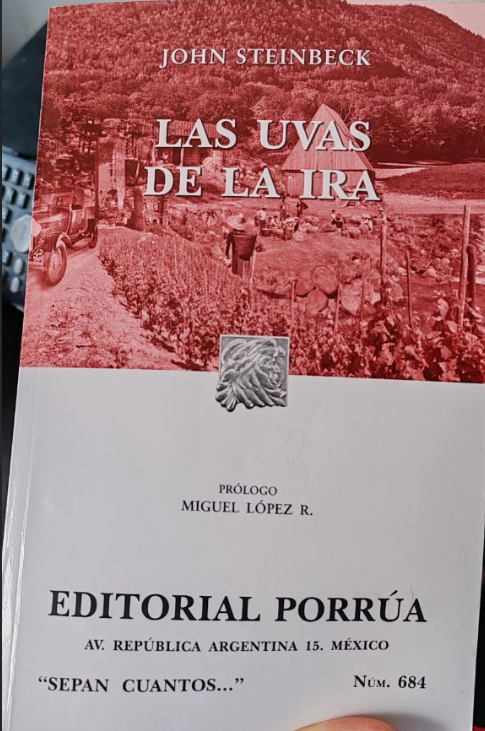 JOHN STEINBECK
LAS UVAS
DE LA IRA
PRÓLOGO
MIGUEL LÓPEZ R.
EDITORIAL PORRÚA
AV. REPÚBLICA ARGENTINA 15. MÉXICO
“SEPAN CUANTOS...” NÚM. 684